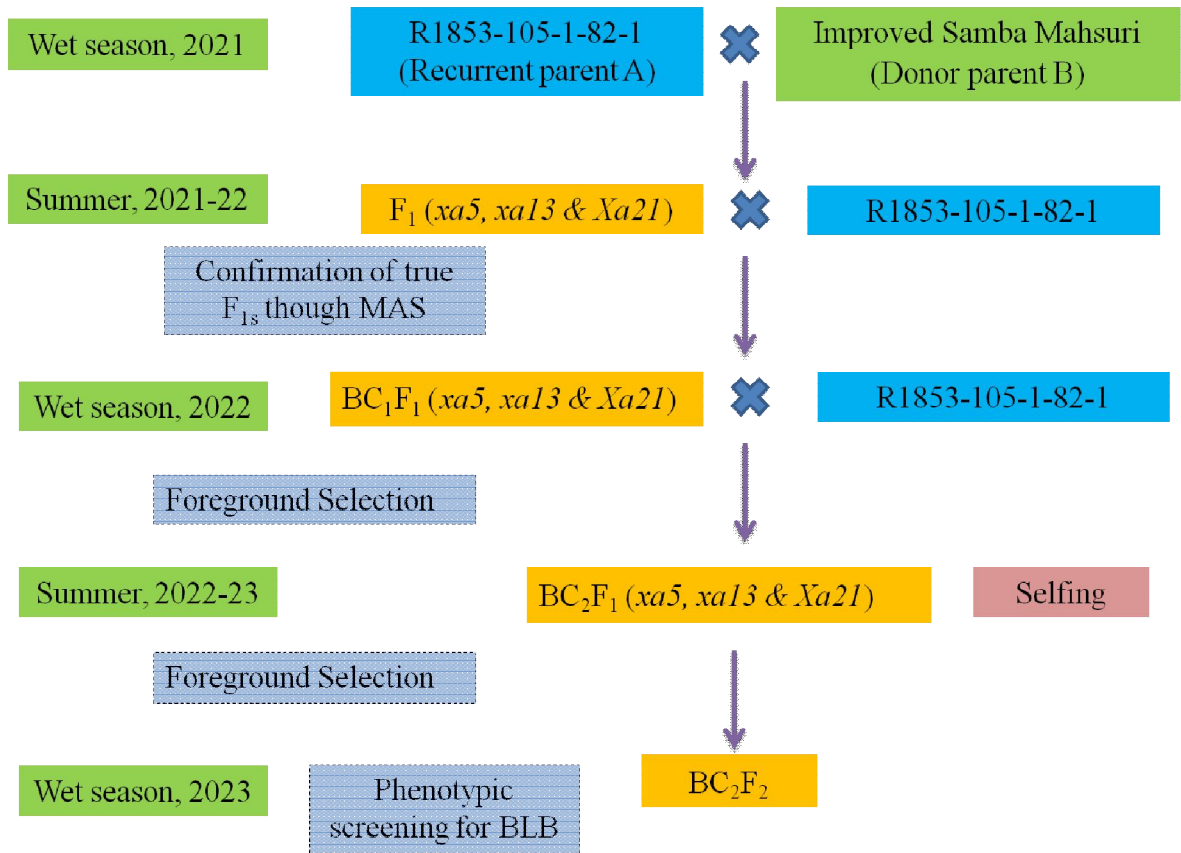 Wet season, 2021
R1853-105-1-82-1
(Recurrent parent A)
Improved Samba Mahsuri
(Donor parent B)
Summer, 2021-22
F₁ (xa5, xa13 & Xa21)
R1853-105-1-82-1
Confirmation of true
F₁ₛ though MAS
Wet season, 2022
BC₁F₁ (xa5, xa13 & Xa21)
R1853-105-1-82-1
Foreground Selection
Summer, 2022-23
BC₂F₁ (xa5, xa13 & Xa21)
Selfing
Foreground Selection
Wet season, 2023
Phenotypic
screening for BLB
BC₂F₂